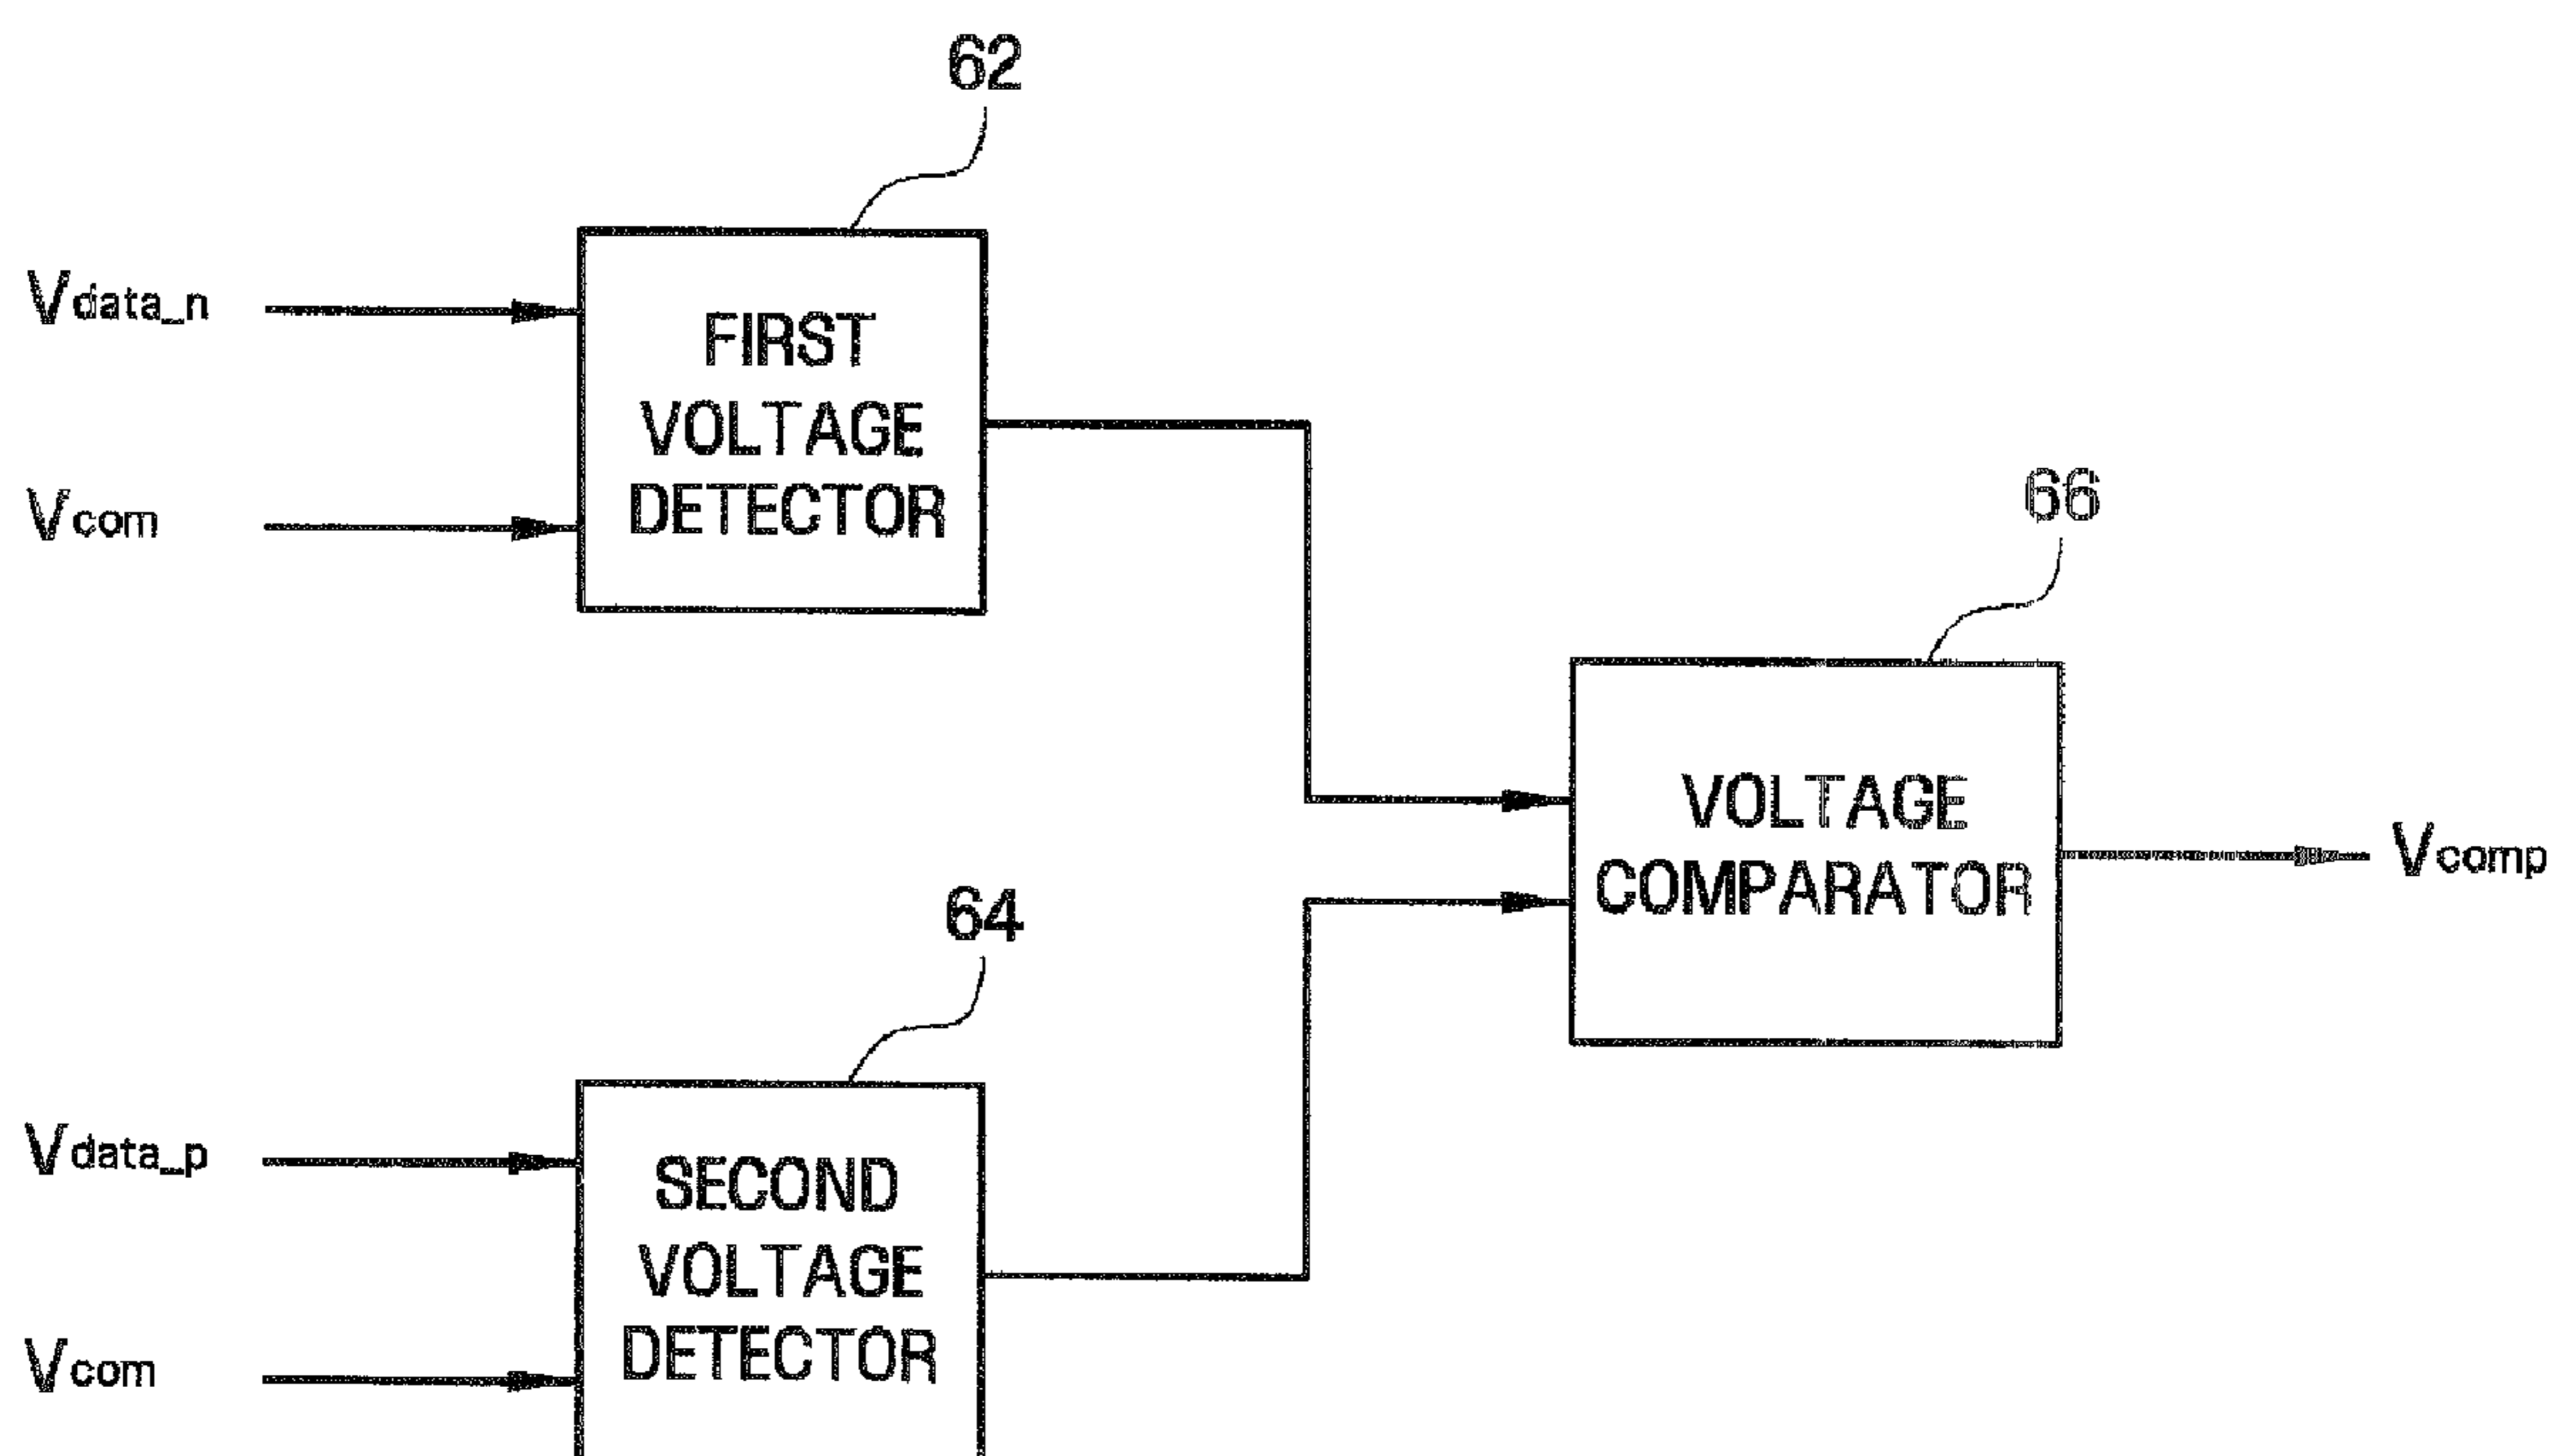 62
Vdata_n
FIRST
VOLTAGE
DETECTOR
Vcom
66
VOLTAGE
COMPARATOR
Vcomp
64
Vdata_p
SECOND
VOLTAGE
DETECTOR
Vcom